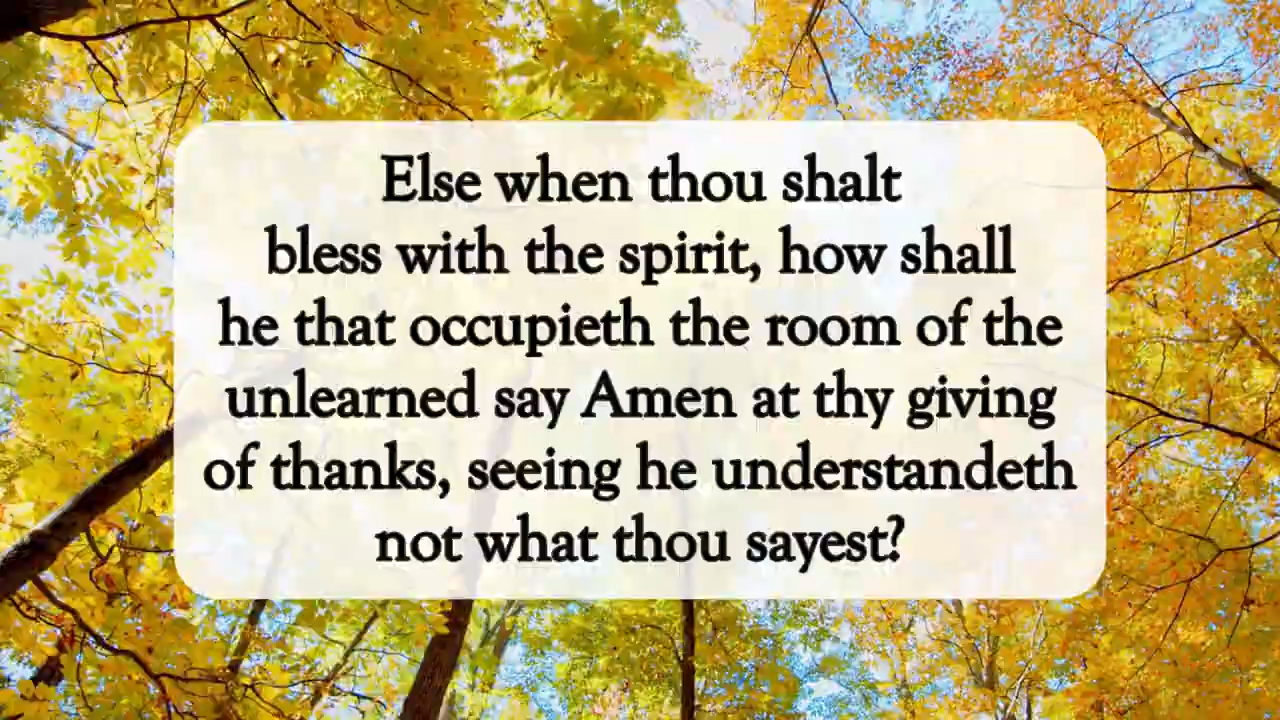 Else when thou shalt
bless with the spirit, how shall
he that occupieth the room of the
unlearned say Amen at thy giving
of thanks, seeing he understandeth
not what thou sayest?